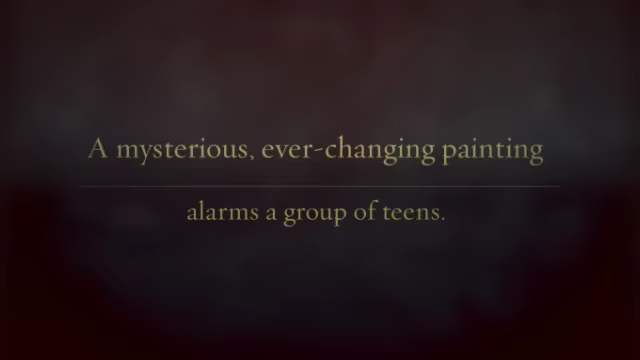 A mysterious, ever-changing painting
alarms a group of teens.